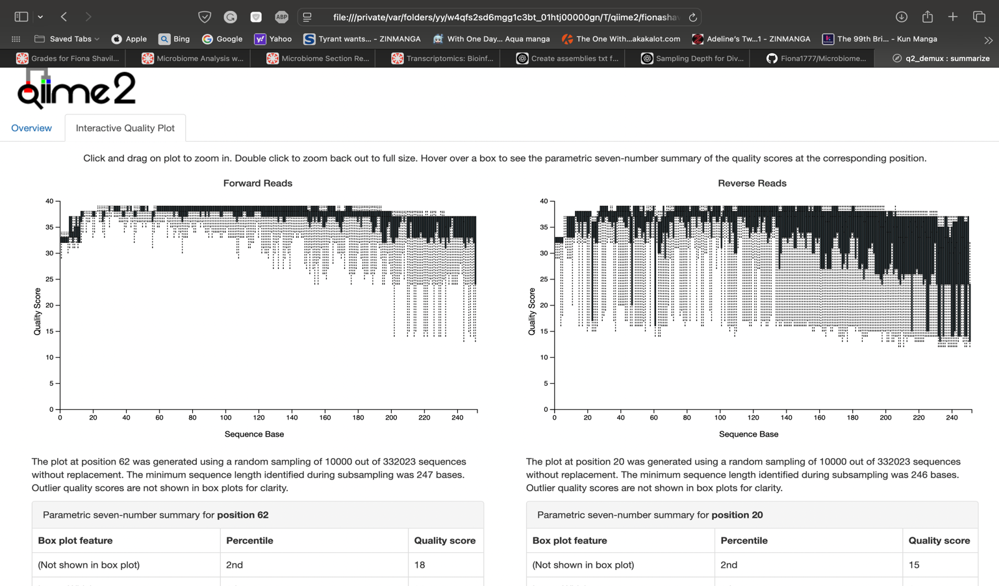 ABP
file:///private/var/folders/yy/w4qfs2sd6mgg1c3bt_01htj00000gn/T/qiime2/fionasha
Saved Tabs Apple Bing Google Yahoo Tyrant wants... - ZINMANGA With One Day... Aqua manga The One With...akakalot.com Adeline's Tw...1 - ZINMANGA The 99th Bri... - Kun Manga
Grades for Fiona Shavil... Microbiome Analysis w... Microbiome Section Re... Transcriptomics: Bioinf... Create assemblies txt f... Sampling Depth for Div... Fiona1777/Microbiome... q2_demux : summarize
qiime2
Overview Interactive Quality Plot
Click and drag on plot to zoom in. Double click to zoom back out to full size. Hover over a box to see the parametric seven-number summary of the quality scores at the corresponding position.
Forward Reads
40
35
30
25
20
15
10
5
0
Quality Score
0 20 40 60 80 100 120 140 160 180 200 220 240
Sequence Base
Reverse Reads
40
35
30
25
20
15
10
5
0
Quality Score
0 20 40 60 80 100 120 140 160 180 200 220 240
Sequence Base
The plot at position 62 was generated using a random sampling of 10000 out of 332023 sequences
without replacement. The minimum sequence length identified during subsampling was 247 bases.
Outlier quality scores are not shown in box plots for clarity.
Parametric seven-number summary for position 62
Box plot feature Percentile Quality score
(Not shown in box plot) 2nd 18
The plot at position 20 was generated using a random sampling of 10000 out of 332023 sequences
without replacement. The minimum sequence length identified during subsampling was 246 bases.
Outlier quality scores are not shown in box plots for clarity.
Parametric seven-number summary for position 20
Box plot feature Percentile Quality score
(Not shown in box plot) 2nd 15